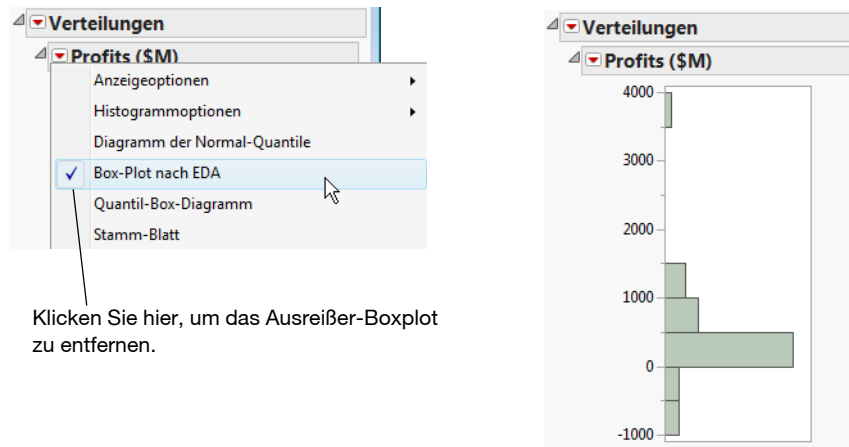 Verteilungen
Profits ($M)
Anzeigeoptionen
Histogrammoptionen
Diagramm der Normal-Quantile
Box-Plot nach EDA
Quantil-Box-Diagramm
Stamm-Blatt
Klicken Sie hier, um das Ausreißer-Boxplot
zu entfernen.
Verteilungen
Profits ($M)
4000
3000
2000
1000
0
-1000